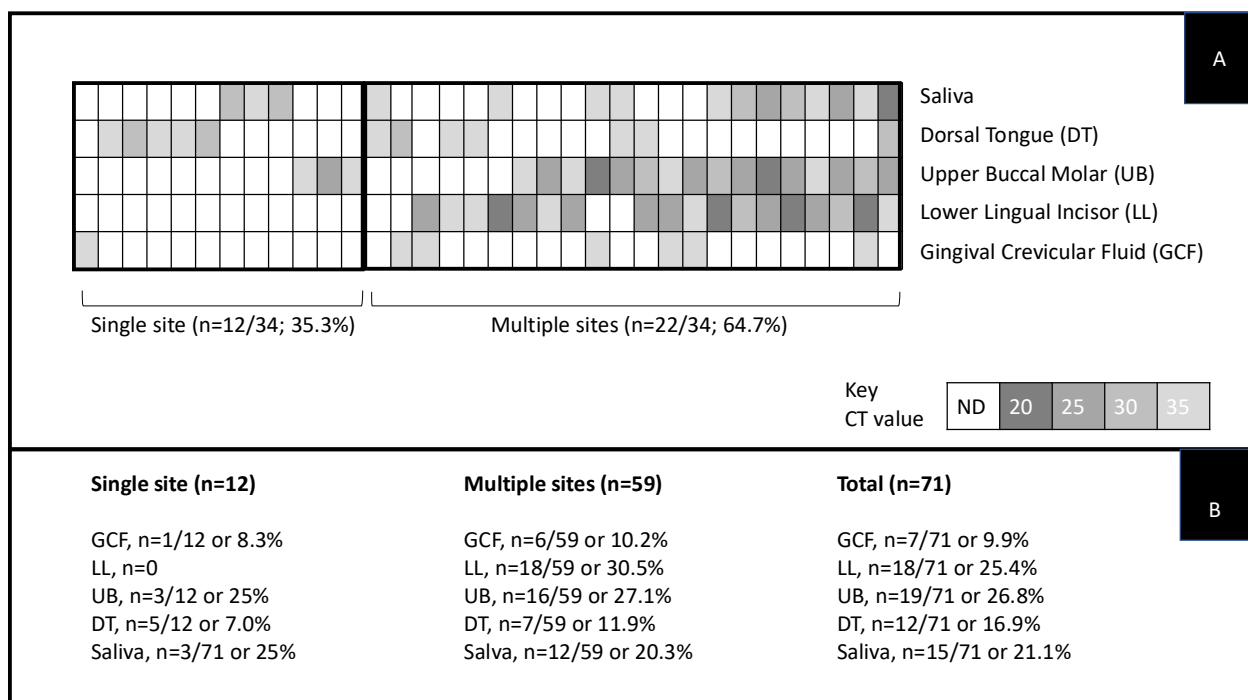 A
Saliva
Dorsal Tongue (DT)
Upper Buccal Molar (UB)
Lower Lingual Incisor (LL)
Gingival Crevicular Fluid (GCF)
Single site (n=12/34; 35.3%)
Multiple sites (n=22/34; 64.7%)
Key
CT value
ND 20 25 30 35
B
Single site (n=12)
GCF, n=1/12 or 8.3%
LL, n=0
UB, n=3/12 or 25%
DT, n=5/12 or 7.0%
Saliva, n=3/71 or 25%
Multiple sites (n=59)
GCF, n=6/59 or 10.2%
LL, n=18/59 or 30.5%
UB, n=16/59 or 27.1%
DT, n=7/59 or 11.9%
Salva, n=12/59 or 20.3%
Total (n=71)
GCF, n=7/71 or 9.9%
LL, n=18/71 or 25.4%
UB, n=19/71 or 26.8%
DT, n=12/71 or 16.9%
Saliva, n=15/71 or 21.1%